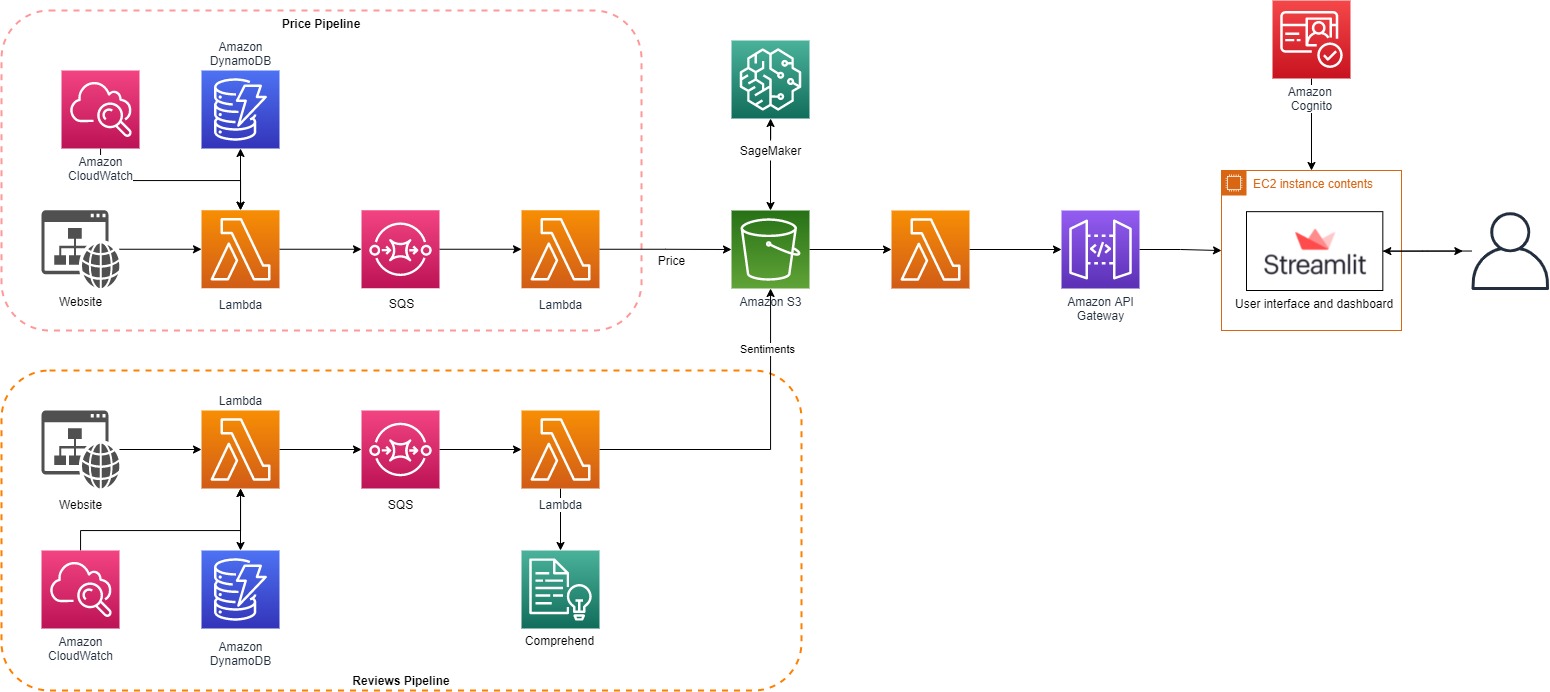 Price Pipeline
Amazon
DynamoDB
Amazon
CloudWatch
Website
Lambda
SQS
Lambda
Price
SageMaker
Amazon S3
Amazon API
Gateway
Amazon
Cognito
EC2 instance contents
Streamlit
User interface and dashboard
Sentiments
Lambda
Website
SQS
Lambda
Amazon
CloudWatch
Amazon
DynamoDB
Comprehend
Reviews Pipeline